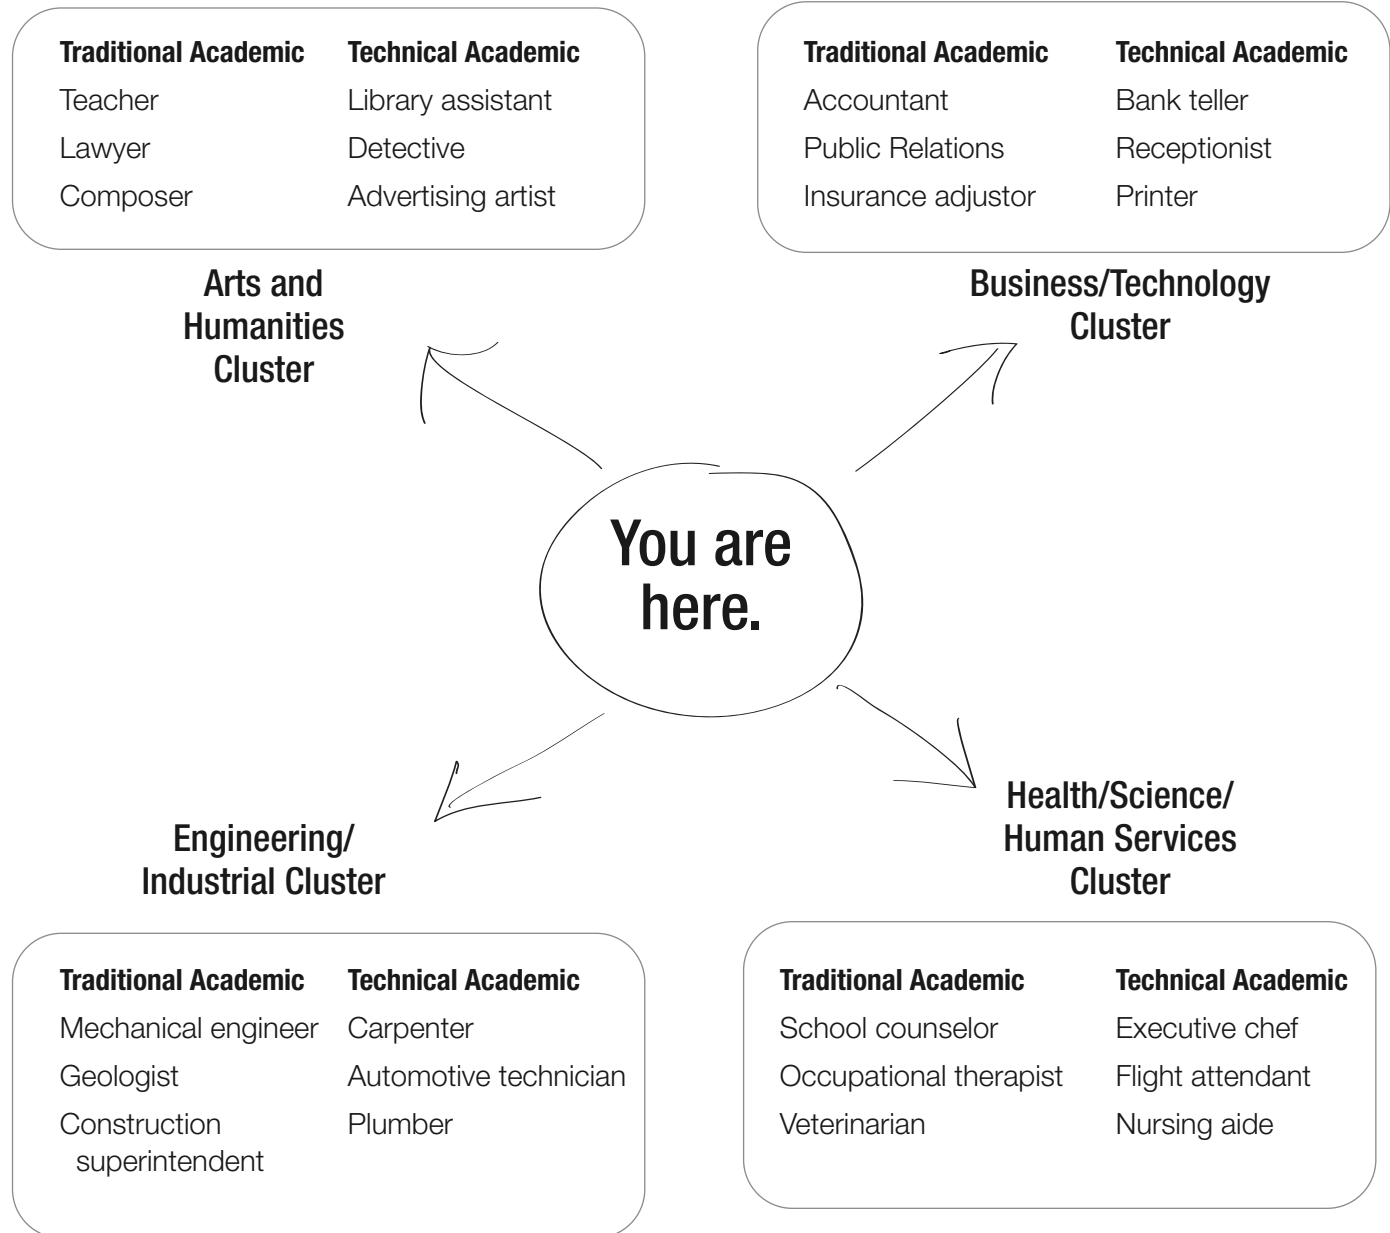 Traditional Academic Technical Academic
Teacher Library assistant
Lawyer Detective
Composer Advertising artist
Traditional Academic Technical Academic
Accountant Bank teller
Public Relations Receptionist
Insurance adjustor Printer
Arts and
Humanities
Cluster
Business/Technology
Cluster
You are
here.
Engineering/
Industrial Cluster
Health/Science/
Human Services
Cluster
Traditional Academic Technical Academic
Mechanical engineer Carpenter
Geologist Automotive technician
Construction Plumber
superintendent
Traditional Academic Technical Academic
School counselor Executive chef
Occupational therapist Flight attendant
Veterinarian Nursing aide